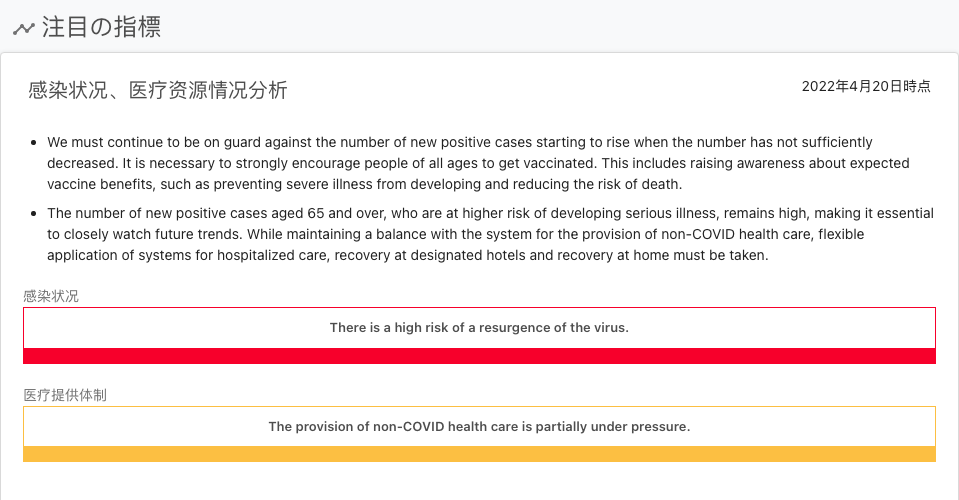 注目の指標
感染状况、医疗资源情况分析
2022年4月20日時点
We must continue to be on guard against the number of new positive cases starting to rise when the number has not sufficiently
decreased. It is necessary to strongly encourage people of all ages to get vaccinated. This includes raising awareness about expected
vaccine benefits, such as preventing severe illness from developing and reducing the risk of death.
The number of new positive cases aged 65 and over, who are at higher risk of developing serious illness, remains high, making it essential
to closely watch future trends. While maintaining a balance with the system for the provision of non-COVID health care, flexible
application of systems for hospitalized care, recovery at designated hotels and recovery at home must be taken.
感染状况
There is a high risk of a resurgence of the virus.
医疗提供体制
The provision of non-COVID health care is partially under pressure.